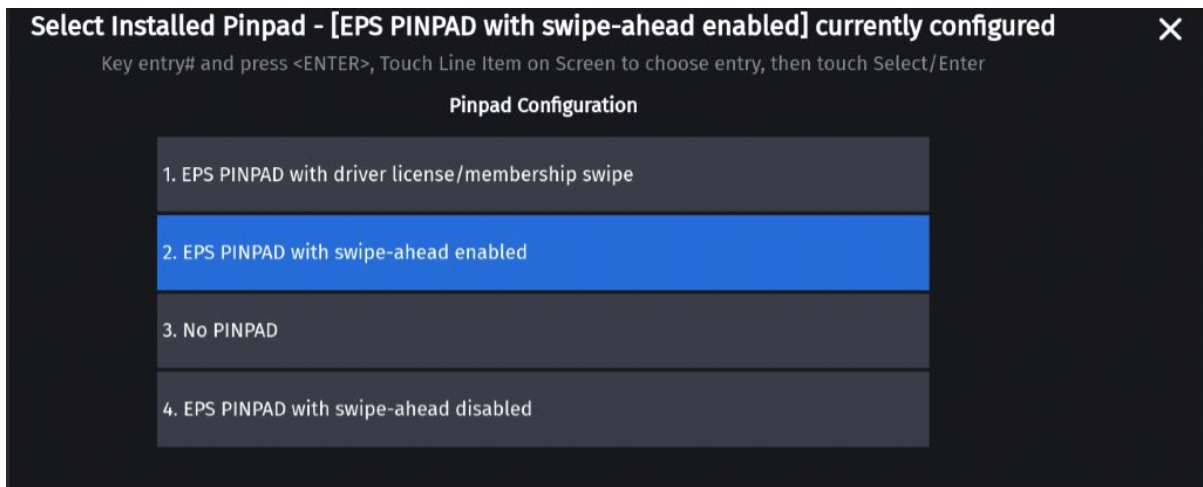 Select Installed Pinpad - [EPS PINPAD with swipe-ahead enabled] currently configured
Key entry# and press <ENTER>, Touch Line Item on Screen to choose entry, then touch Select/Enter
Pinpad Configuration
1. EPS PINPAD with driver license/membership swipe
2. EPS PINPAD with swipe-ahead enabled
3. No PINPAD
4. EPS PINPAD with swipe-ahead disabled